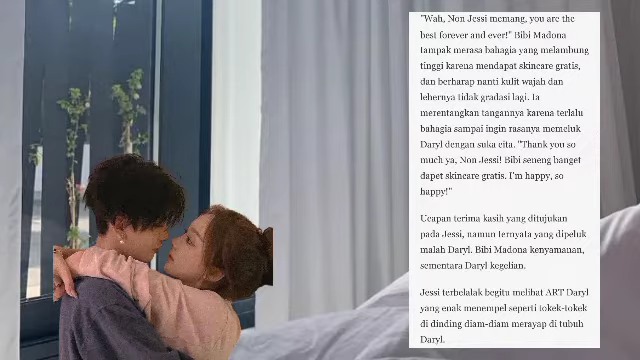 "Wah, Non Jessi memang, you are the
best forever and ever!" Bibi Madona
tampak merasa bahagia yang melambung
tinggi karena mendapat skincare gratis,
dan berharap nanti kulit wajah dan
lehernya tidak gradasi lagi. Ia
merentangkan tangannya karena terlalu
bahagia sampai ingin rasanya memeluk
Daryl dengan suka cita. "Thank you so
much ya, Non Jessi! Bibi seneng banget
dapet skincare gratis. I'm happy, so
happy!"
Ucapan terima kasih yang ditujukan
pada Jessi, namun ternyata yang dipeluk
malah Daryl. Bibi Madona kenyamanan,
sementara Daryl kegelian.
Jessi terbelalak begitu melihat ART Daryl
yang enak menempel seperti tokek-tokek
di dinding diam-diam merayap di tubuh
Daryl.